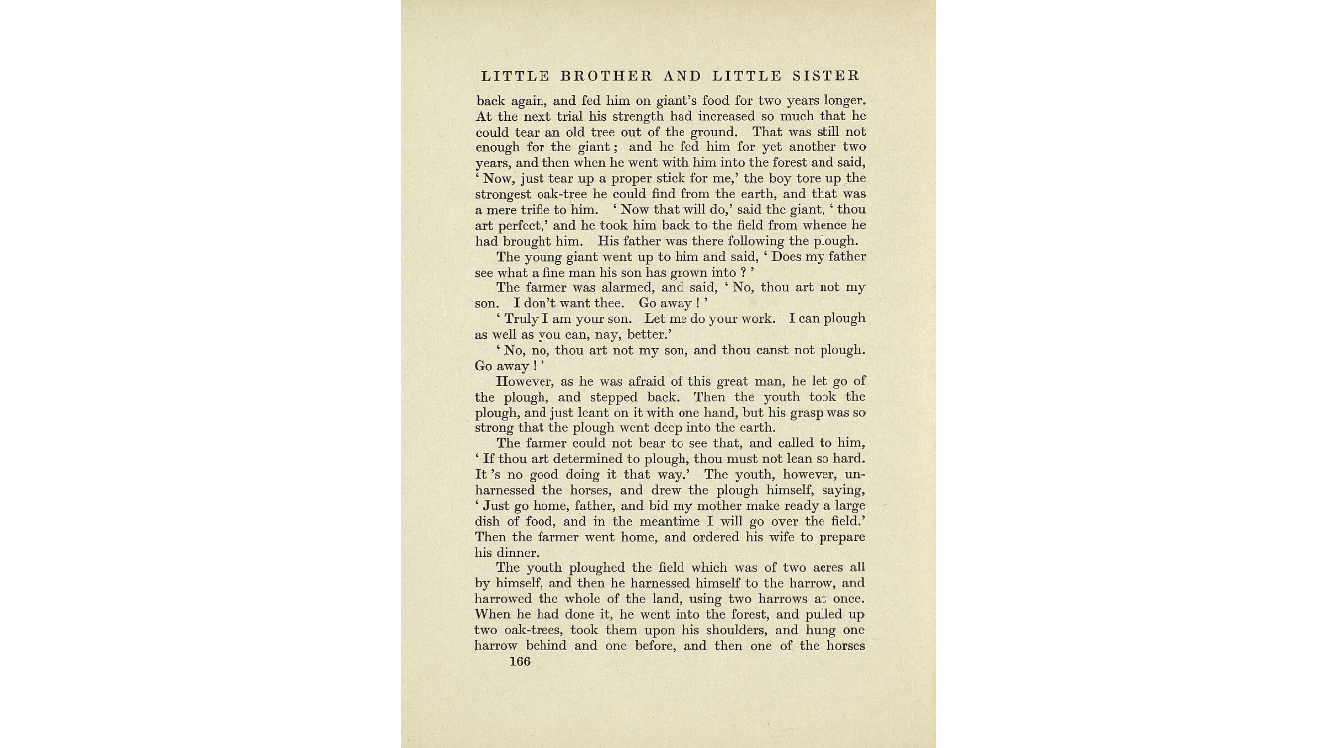 LITTLE BROTHER AND LITTLE SISTER
back again, and fed him on giant's food for two years longer.
At the next trial his strength had increased so much that he
could tear an old tree out of the ground. That was still not
enough for the giant ; and he fed him for yet another two
years, and then when he went with him into the forest and said,
‘ Now, just tear up a proper stick for me,’ the boy tore up the
strongest oak-tree he could find from the earth, and that was
a mere trifle to him. ‘ Now that will do,’ said the giant, ‘ thou
art perfect,’ and he took him back to the field from whence he
had brought him. His father was there following the plough.
The young giant went up to him and said, ‘ Does my father
see what a fine man his son has grown into ? ’
The farmer was alarmed, and said, ‘ No, thou art not my
son. I don't want thee. Go away ! ’
‘ Truly I am your son. Let me do your work. I can plough
as well as you can, nay, better.’
‘ No, no, thou art not my son, and thou canst not plough.
Go away ! ’
However, as he was afraid of this great man, he let go of
the plough, and stepped back. Then the youth took the
plough, and just leant on it with one hand, but his grasp was so
strong that the plough went deep into the earth.
The farmer could not bear to see that, and called to him,
‘ If thou art determined to plough, thou must not lean so hard.
It 's no good doing it that way.’ The youth, however, un-
harnessed the horses, and drew the plough himself, saying,
‘ Just go home, father, and bid my mother make ready a large
dish of food, and in the meantime I will go over the field.’
Then the farmer went home, and ordered his wife to prepare
his dinner.
The youth ploughed the field which was of two acres all
by himself, and then he harnessed himself to the harrow, and
harrowed the whole of the land, using two harrows at once.
When he had done it, he went into the forest, and pulled up
two oak-trees, took them upon his shoulders, and hung one
harrow behind and one before, and then one of the horses
166